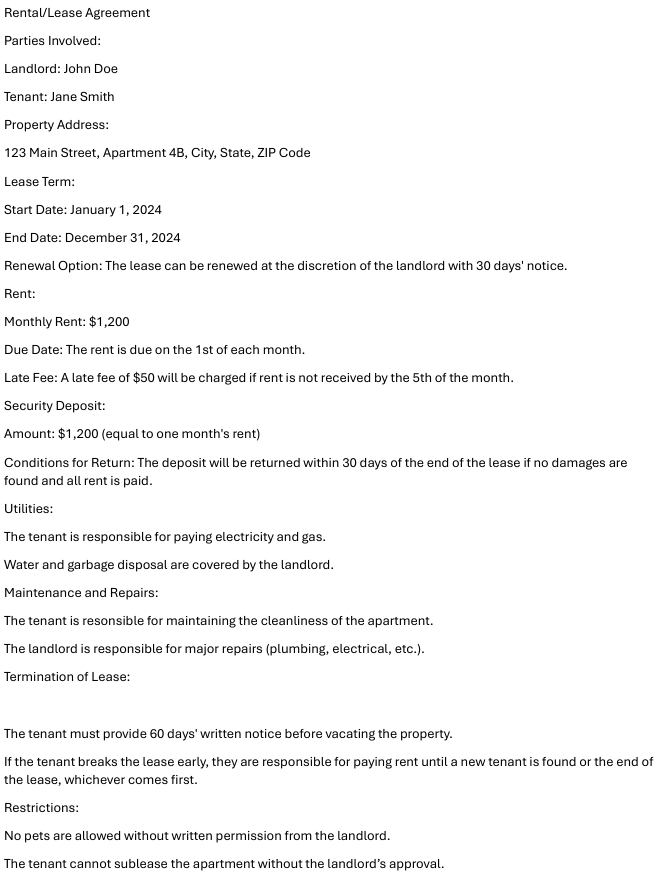 Rental/Lease Agreement
Parties Involved:
Landlord: John Doe
Tenant: Jane Smith
Property Address:
123 Main Street, Apartment 4B, City, State, ZIP Code
Lease Term:
Start Date: January 1, 2024
End Date: December 31, 2024
Renewal Option: The lease can be renewed at the discretion of the landlord with 30 days' notice.
Rent:
Monthly Rent: $1,200
Due Date: The rent is due on the 1st of each month.
Late Fee: A late fee of $50 will be charged if rent is not received by the 5th of the month.
Security Deposit:
Amount: $1,200 (equal to one month's rent)
Conditions for Return: The deposit will be returned within 30 days of the end of the lease if no damages are
found and all rent is paid.
Utilities:
The tenant is responsible for paying electricity and gas.
Water and garbage disposal are covered by the landlord.
Maintenance and Repairs:
The tenant is resonsible for maintaining the cleanliness of the apartment.
The landlord is responsible for major repairs (plumbing, electrical, etc.).
Termination of Lease:
The tenant must provide 60 days' written notice before vacating the property.
If the tenant breaks the lease early, they are responsible for paying rent until a new tenant is found or the end of
the lease, whichever comes first.
Restrictions:
No pets are allowed without written permission from the landlord.
The tenant cannot sublease the apartment without the landlord’s approval.